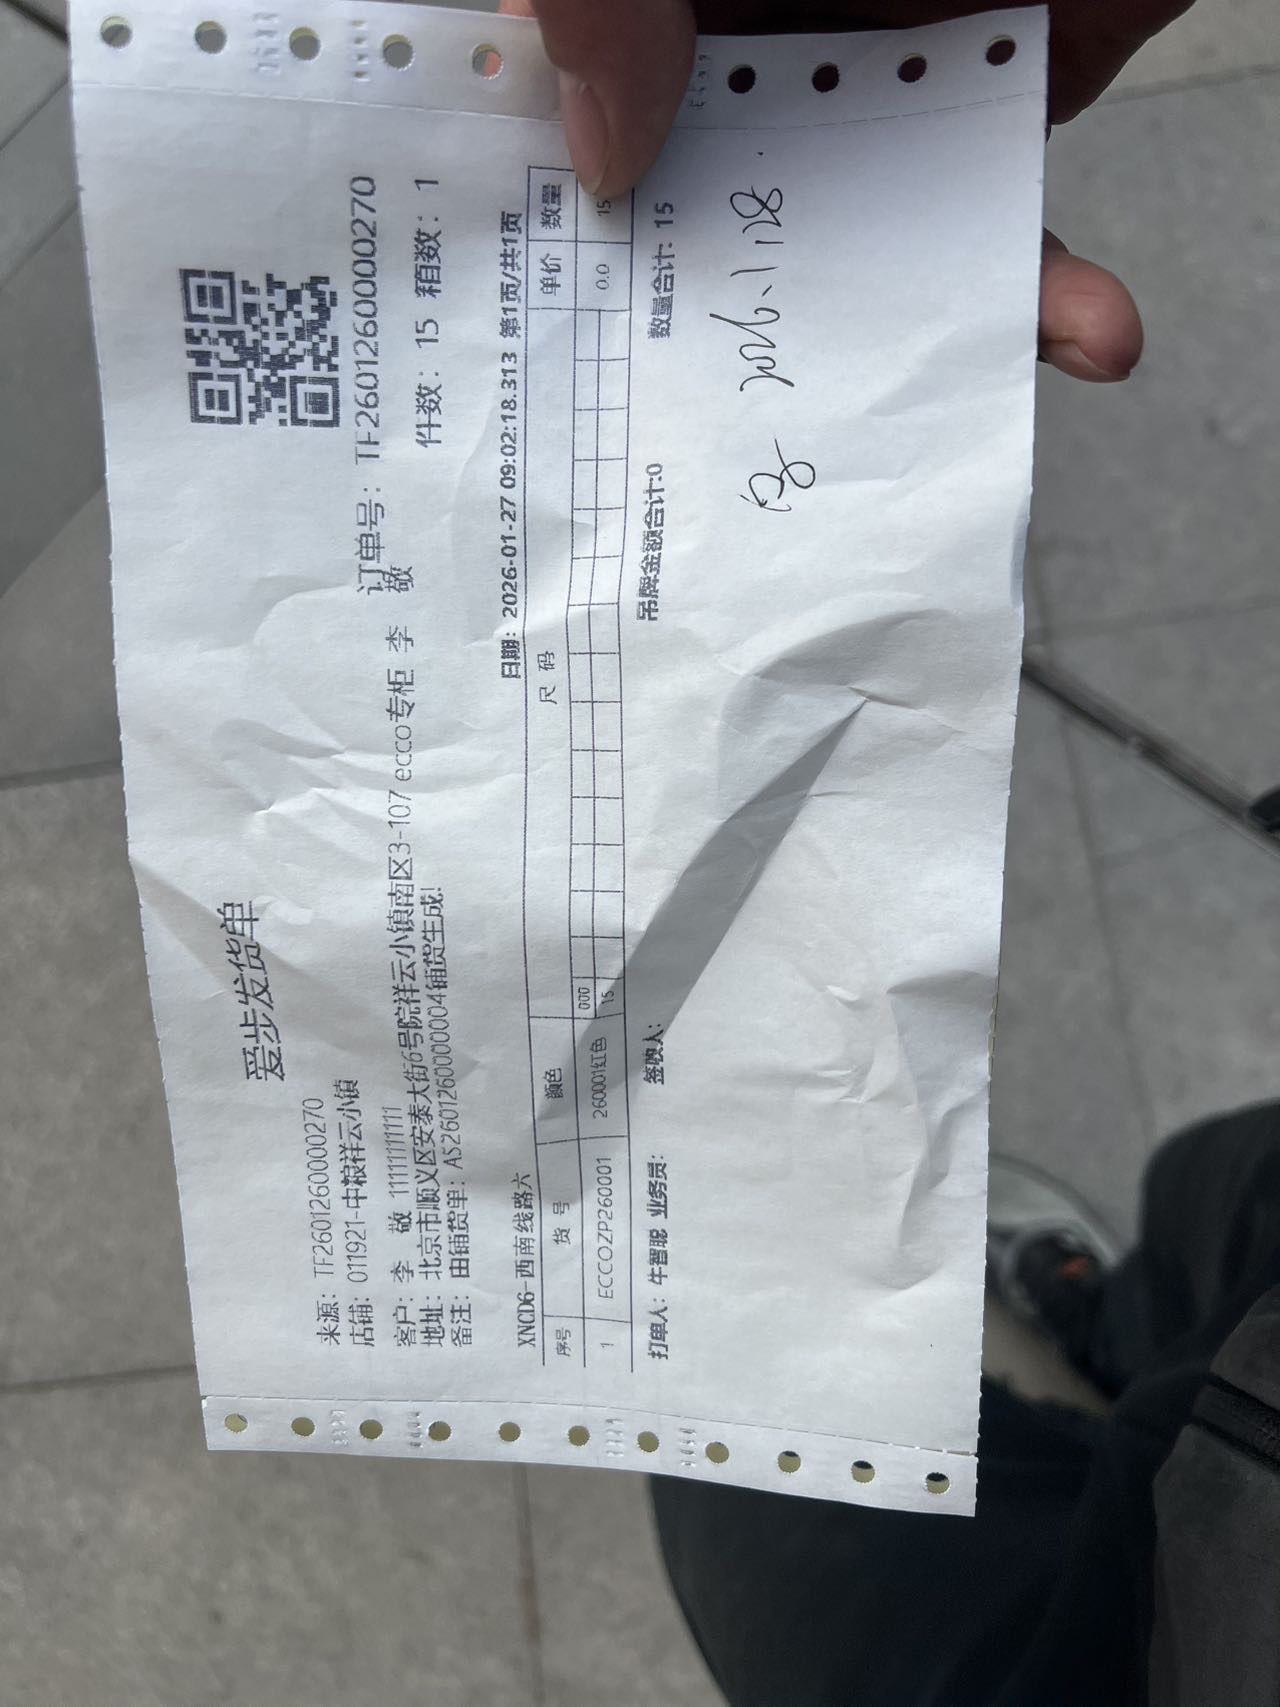 爱步发货单
来源：TF2601260000270
店铺：011921-中粮祥云小镇
订单号：TF2601260000270
客户：李 敬 11111111111
件数：15 箱数：1
地址：北京市顺义区安泰大街6号院祥云小镇南区3-107 ecco专柜 李 敬
备注：由铺货单：AS2601260000004铺货生成!
XNCD6-西南线路六 日期：2026-01-27 09:02:18.313 第1页/共1页
序号 货 号 颜色 尺 码 单价 数量
000
1 ECCOZP260001 260001红色 15 0.0 15
打单人：牛智聪 业务员： 签收人： 吊牌金额合计:0 数量合计：15
2026、1、28